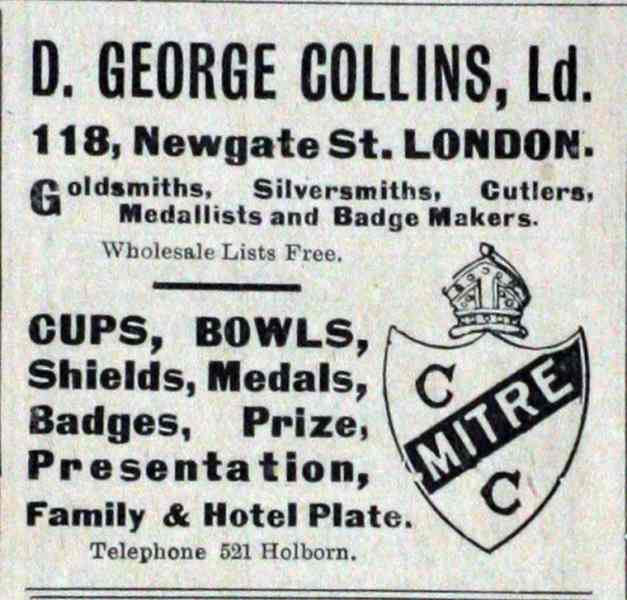 D. GEORGE COLLINS, Ld.
118, Newgate St. LONDON.
Goldsmiths, Silversmiths, Cutlers,
Medallists and Badge Makers.
Wholesale Lists Free.
CUPS, BOWLS,
Shields, Medals,
Badges, Prize,
Presentation,
Family & Hotel Plate.
Telephone 521 Holborn.
C
MITRE
C